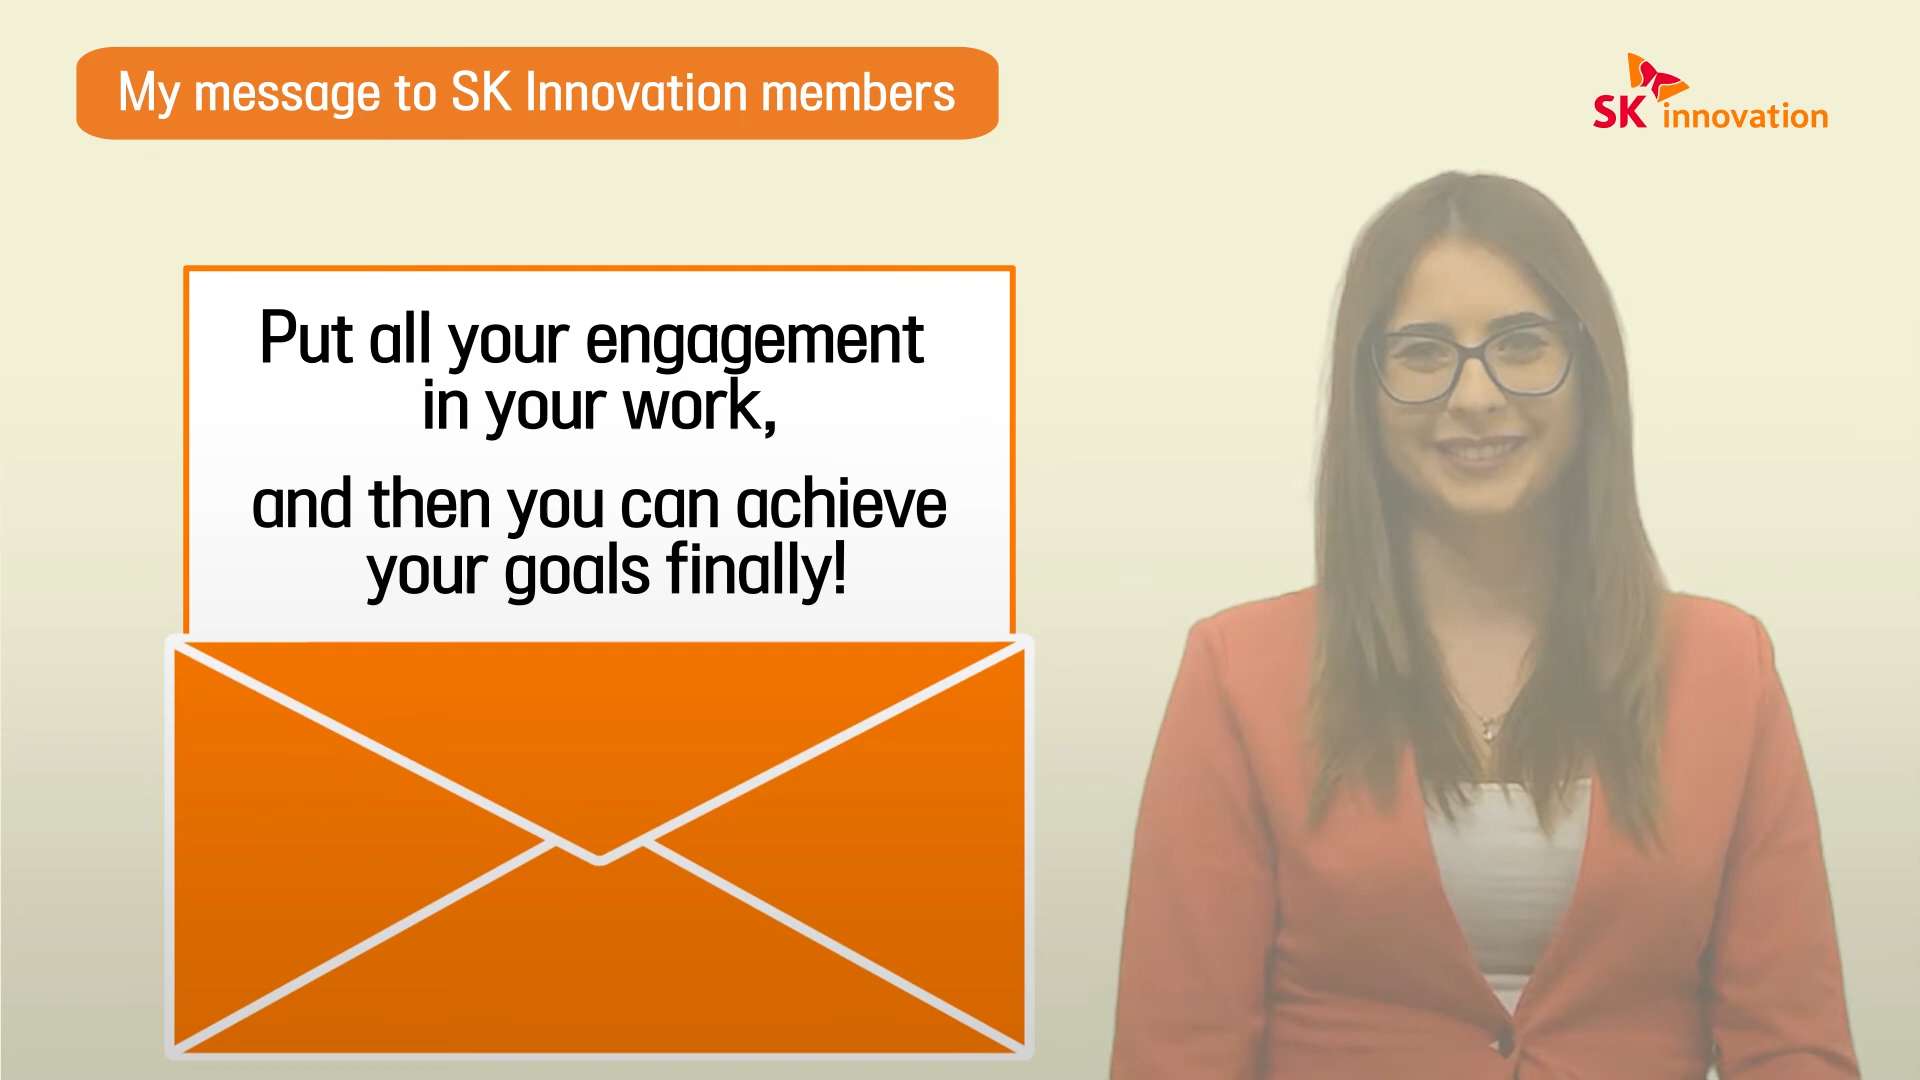 My message to SK Innovation members
SK innovation
Put all your engagement
in your work,
and then you can achieve
your goals finally!